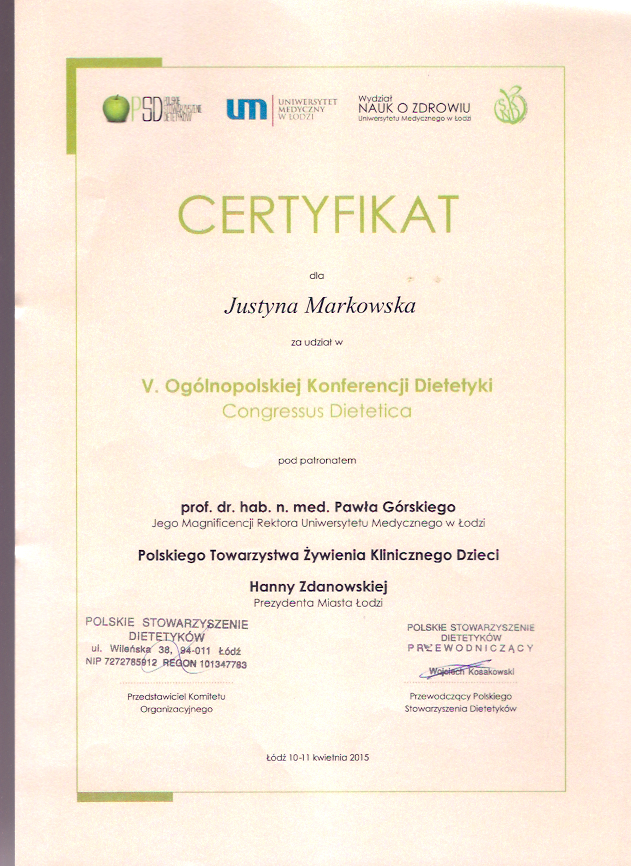 PSD POLSKIE
STOWARZYSZENIE
DIETETYKÓW
um UNIWERSYTET
MEDYCZNY
W ŁODZI
Wydział
NAUK O ZDROWIU
Uniwersytetu Medycznego w Łodzi
CERTYFIKAT
dla
Justyna Markowska
za udział w
V. Ogólnopolskiej Konferencji Dietetyki
Congressus Dietetica
pod patronatem
prof. dr. hab. n. med. Pawła Górskiego
Jego Magnificencji Rektora Uniwersytetu Medycznego w Łodzi
Polskiego Towarzystwa Żywienia Klinicznego Dzieci
Hanny Zdanowskiej
Prezydenta Miasta Łodzi
POLSKIE STOWARZYSZENIE
DIETETYKÓW
ul. Wileńska 38, 94-011 Łódź
NIP 7272785912 REGON 101347783
Przedstawiciel Komitetu
Organizacyjnego
POLSKIE STOWARZYSZENIE
DIETETYKÓW
PRZEWODNICZĄCY
Wojciech Kosakowski
Przewodczący Polskiego
Stowarzyszenia Dietetyków
Łódź 10-11 kwietnia 2015